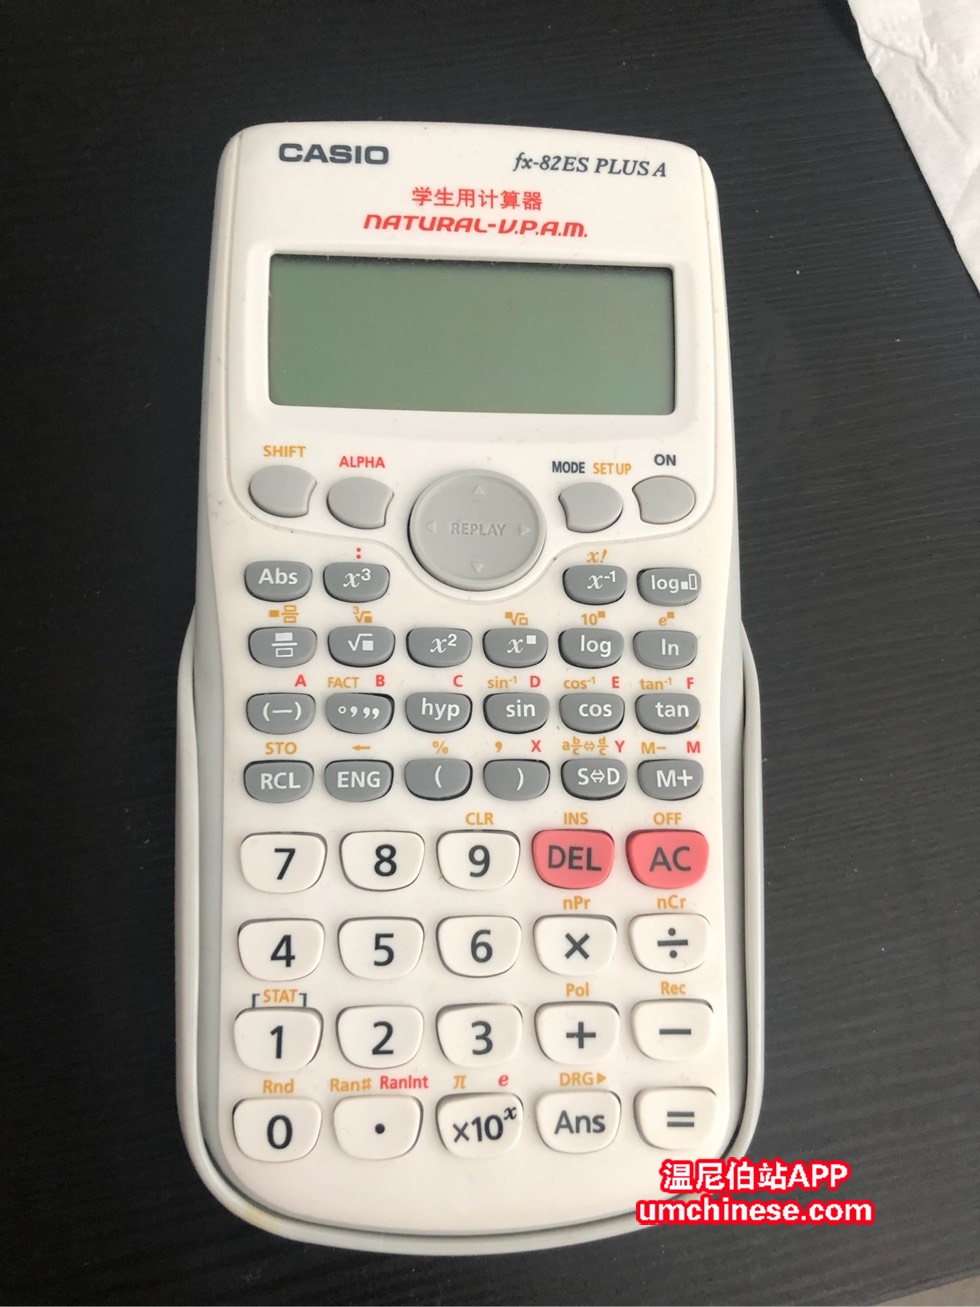 CASIO fx-82ES PLUS A
学生用计算器
NATURAL-V.P.A.M.
SHIFT ALPHA MODE SETUP ON
REPLAY
: x!
Abs x³ x⁻¹ log■▯
■■/□ ³√■ ■√□ 10■ e■
■/□ √■ x² x■ log ln
A FACT B C sin⁻¹ D cos⁻¹ E tan⁻¹ F
(—) °,,, hyp sin cos tan
STO ← % , X a b/c⇔d/c Y M− M
RCL ENG ( ) S⇔D M+
CLR INS OFF
7 8 9 DEL AC
nPr nCr
4 5 6 × ÷
STAT Pol Rec
1 2 3 + −
Rnd Ran# RanInt π e DRG▶
0 . ×10ˣ Ans =
温尼伯站APP
umchinese.com